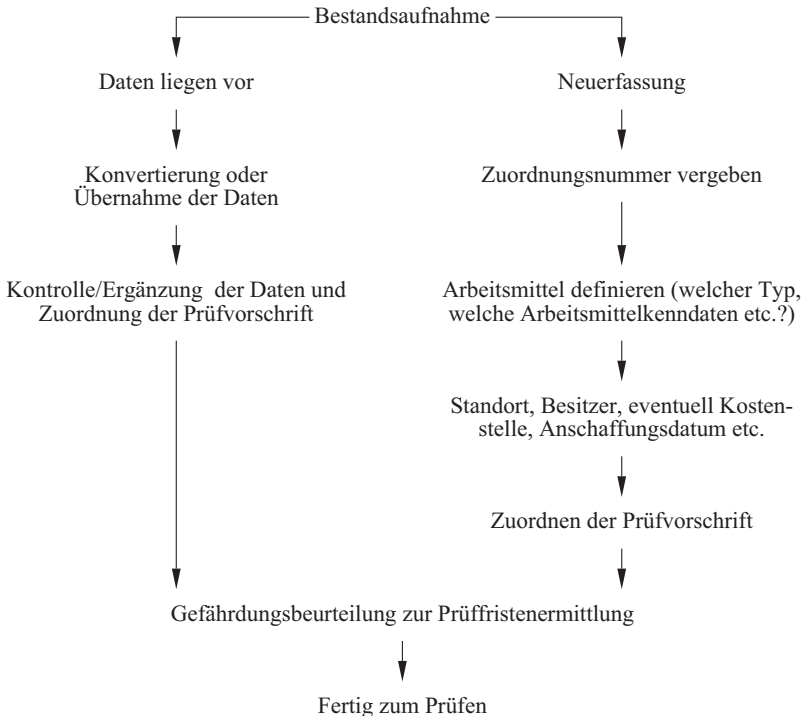 Bestandsaufnahme
Daten liegen vor
Neuerfassung
Konvertierung oder
Übernahme der Daten
Zuordnungsnummer vergeben
Kontrolle/Ergänzung der Daten und
Zuordnung der Prüfvorschrift
Arbeitsmittel definieren (welcher Typ,
welche Arbeitsmittelkenndaten etc.?)
Standort, Besitzer, eventuell Kosten-
stelle, Anschaffungsdatum etc.
Zuordnen der Prüfvorschrift
Gefährdungsbeurteilung zur Prüffristenermittlung
Fertig zum Prüfen